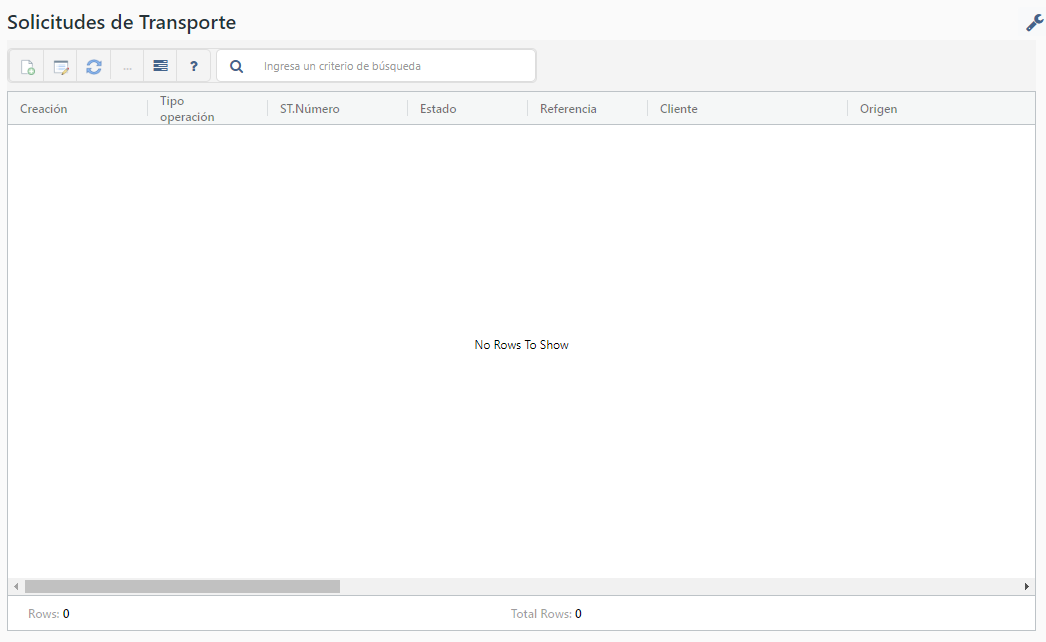 Solicitudes de Transporte
... ? Ingresa un criterio de búsqueda
Creación Tipo operación ST.Número Estado Referencia Cliente Origen
No Rows To Show
Rows: 0 Total Rows: 0